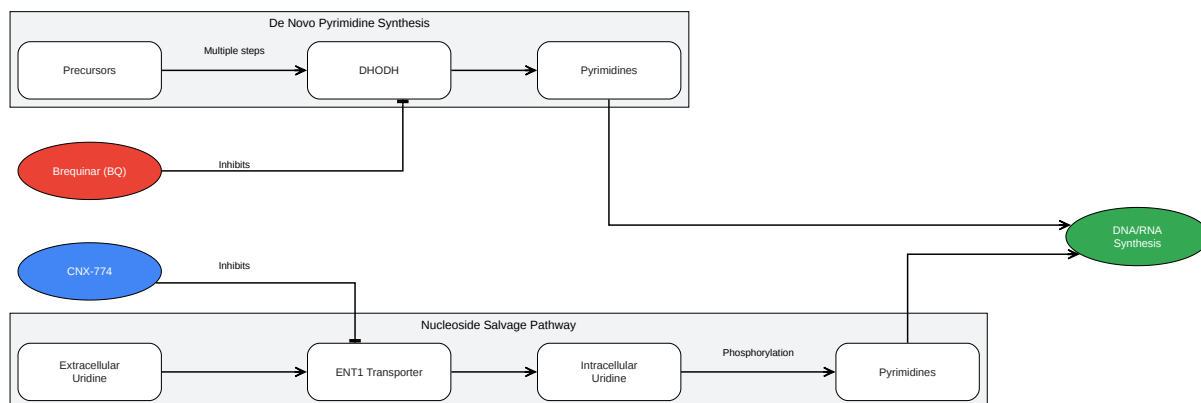 De Novo Pyrimidine Synthesis
Precursors
Multiple steps
DHODH
Pyrimidines
Brequinar (BQ)
Inhibits
CNX-774
Inhibits
DNA/RNA
Synthesis
Nucleoside Salvage Pathway
Extracellular
Uridine
ENT1 Transporter
Intracellular
Uridine
Phosphorylation
Pyrimidines